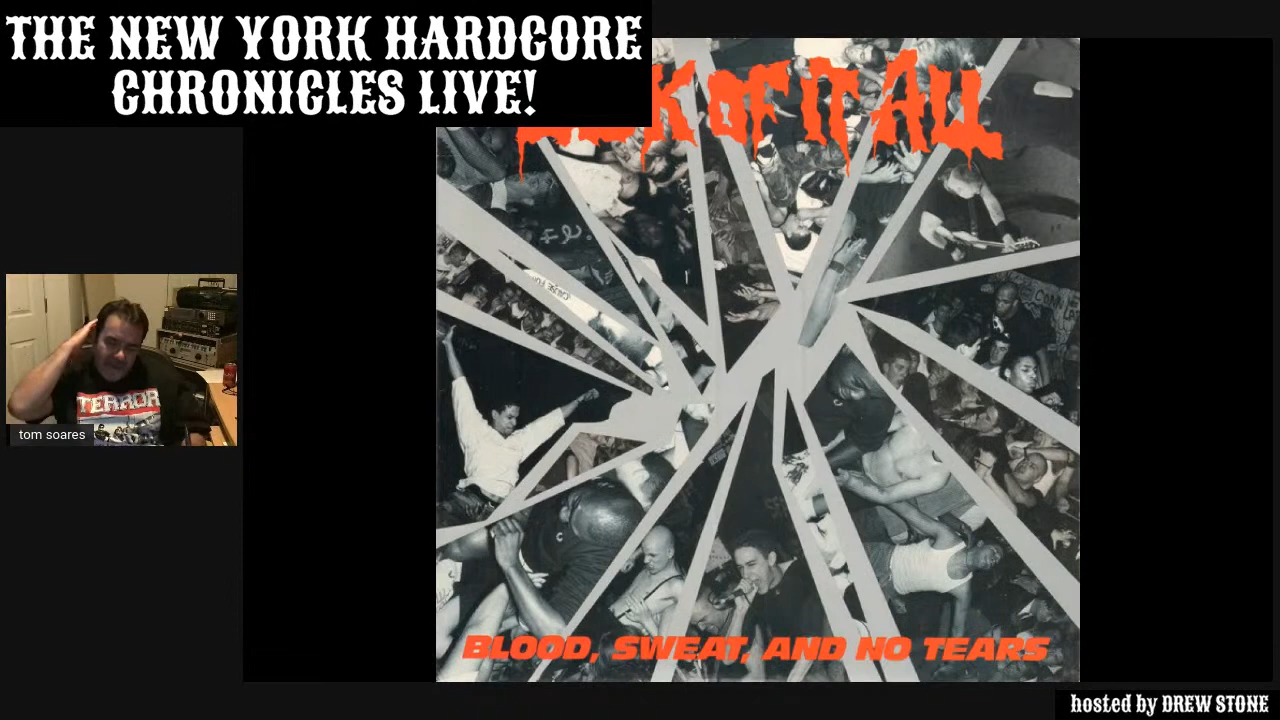 THE NEW YORK HARDCORE
CHRONICLES LIVE!
K OF IT ALL
TERROR
tom soares
BLOOD, SWEAT, AND NO TEARS
hosted by DREW STONE